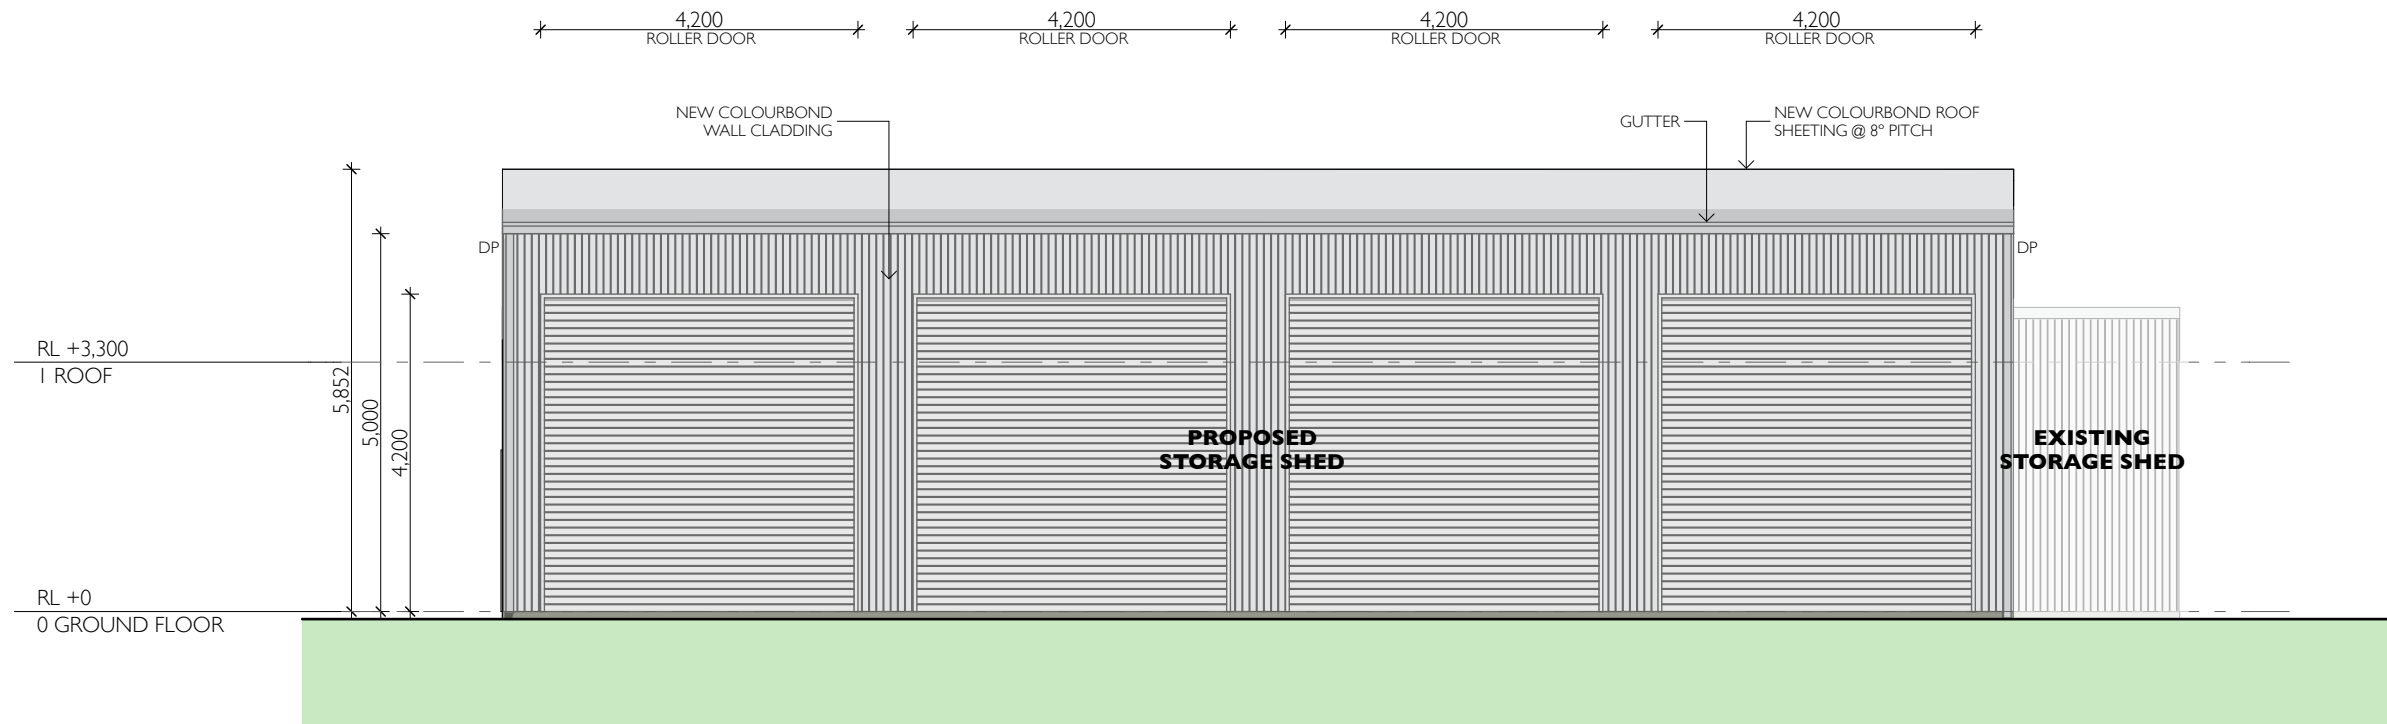 4,200
ROLLER DOOR
4,200
ROLLER DOOR
4,200
ROLLER DOOR
4,200
ROLLER DOOR
NEW COLOURBOND
WALL CLADDING
GUTTER
NEW COLOURBOND ROOF
SHEETING @ 8° PITCH
DP
DP
RL +3,300
1 ROOF
5,852
5,000
4,200
PROPOSED
STORAGE SHED
EXISTING
STORAGE SHED
RL +0
0 GROUND FLOOR